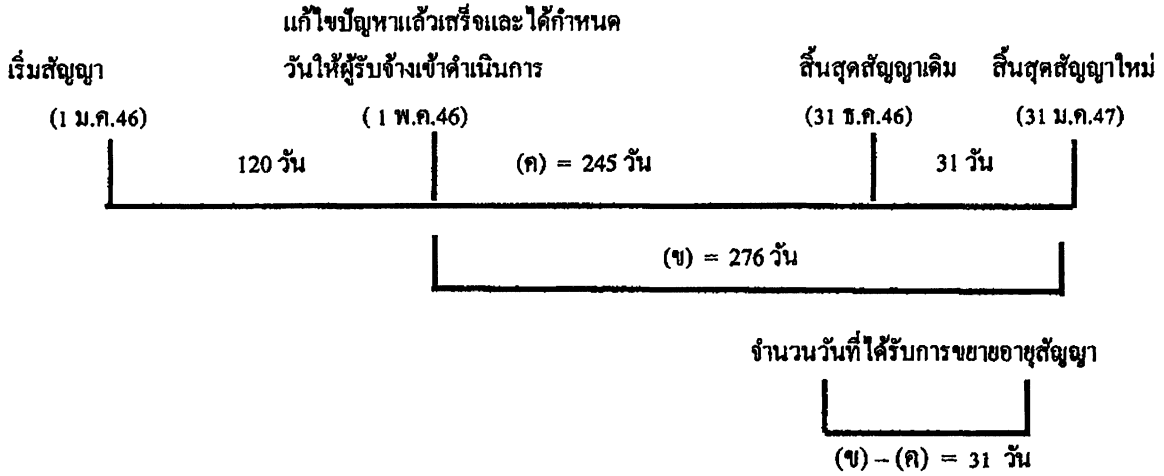 แก้ไขปัญหาแล้วเสร็จและได้กำหนด
เริ่มสัญญา วันให้ผู้รับจ้างเข้าดำเนินการ สิ้นสุดสัญญาเดิม สิ้นสุดสัญญาใหม่
(1 ม.ค.46) ( 1 พ.ค.46) (31 ธ.ค.46) (31 ม.ค.47)
120 วัน (ค) = 245 วัน 31 วัน
(ข) = 276 วัน
จำนวนวันที่ได้รับการขยายอายุสัญญา
(ข) – (ค) = 31 วัน